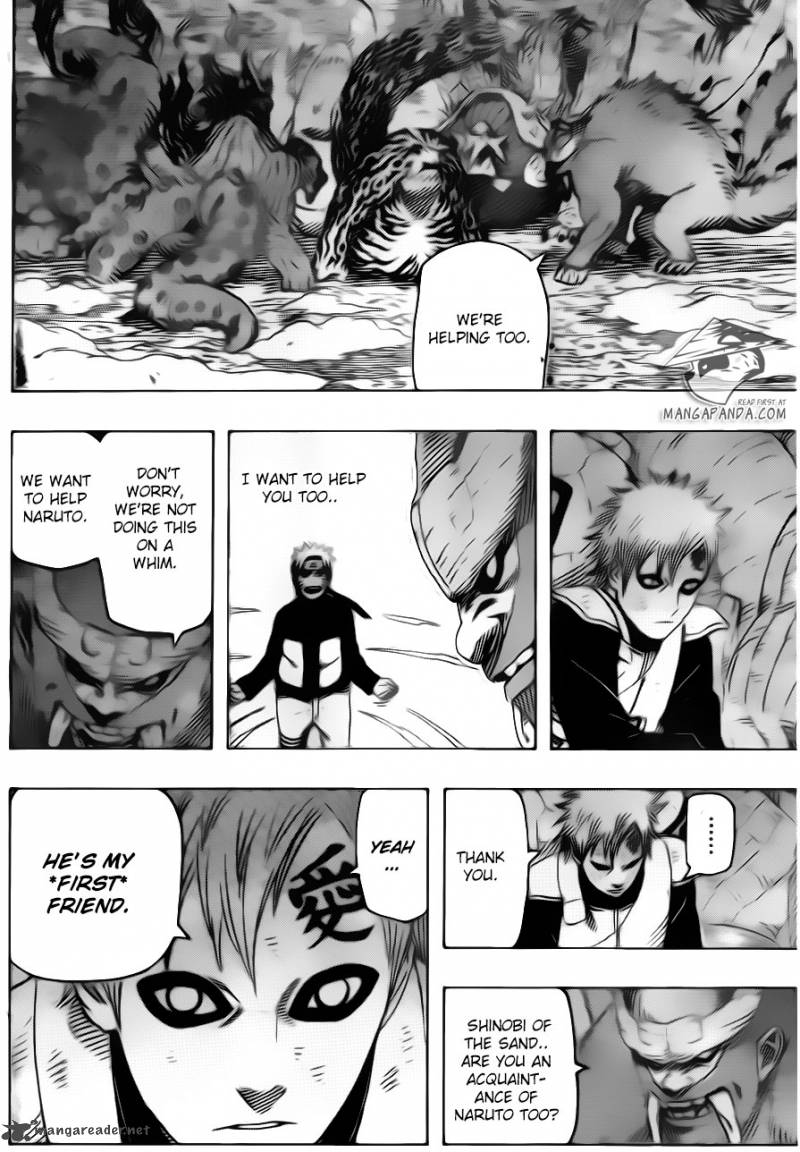 WE'RE
HELPING TOO.
READ FIRST AT
MANGAPANDA.COM
I WANT TO HELP
YOU TOO..
DON'T
WORRY,
WE'RE NOT
DOING THIS
ON A
WHIM.
WE WANT
TO HELP
NARUTO.
......
THANK
YOU.
SHINOBI OF
THE SAND..
ARE YOU AN
ACQUAINT-
ANCE OF
NARUTO TOO?
YEAH
...
愛
HE'S MY
*FIRST*
FRIEND.
mangareader.net